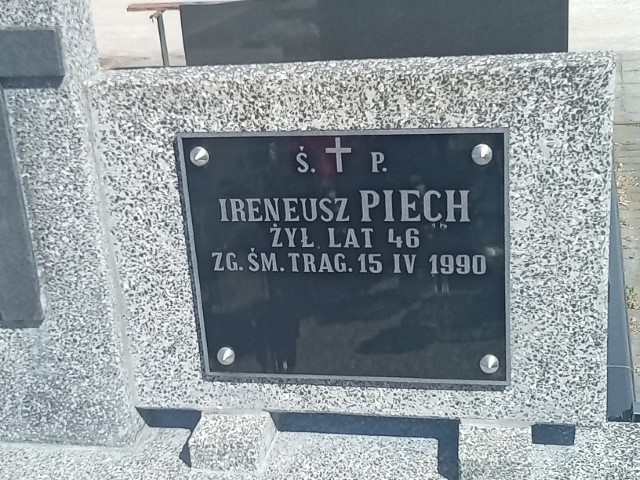 Ś. P.
IRENEUSZ PIECH
ŻYŁ LAT 46
ZG. ŚM. TRAG. 15 IV 1990